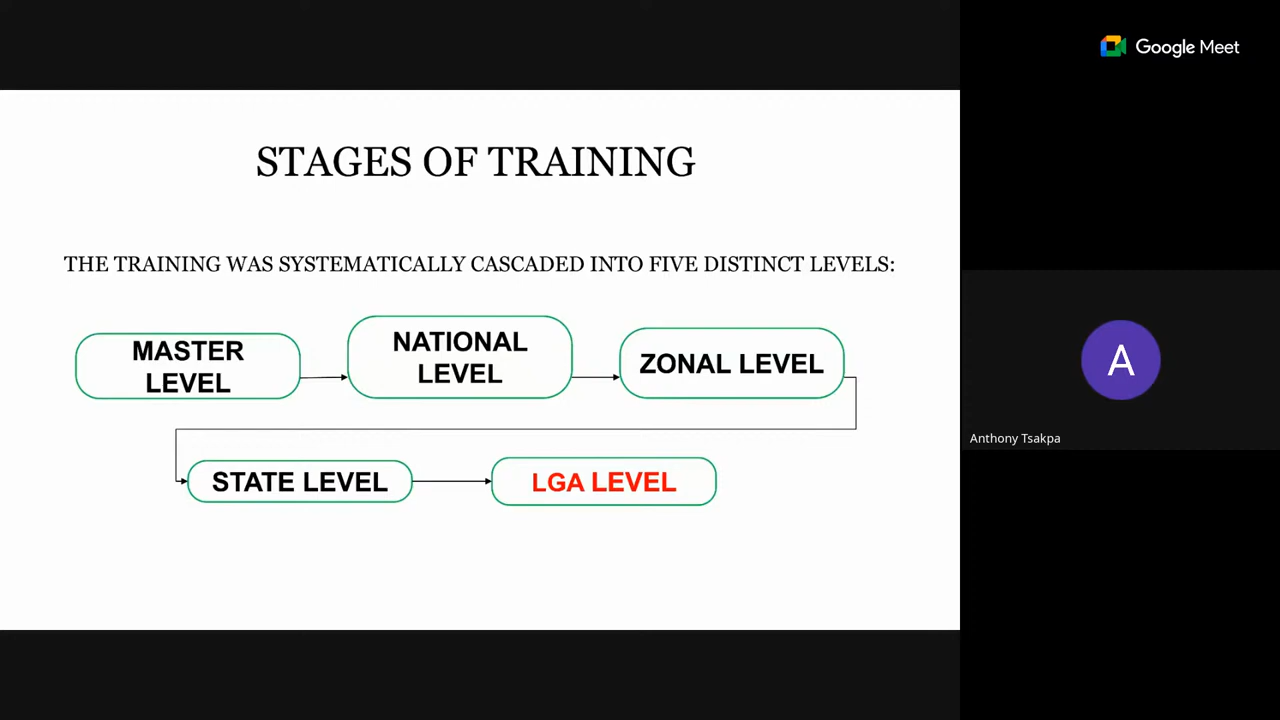 Google Meet
STAGES OF TRAINING
THE TRAINING WAS SYSTEMATICALLY CASCADED INTO FIVE DISTINCT LEVELS:
MASTER
LEVEL
NATIONAL
LEVEL
ZONAL LEVEL
STATE LEVEL
LGA LEVEL
A
Anthony Tsakpa